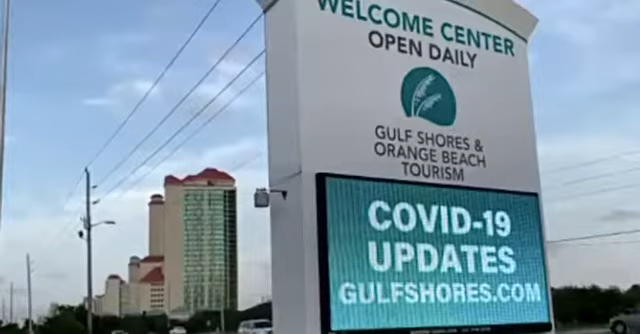 WELCOME CENTER
OPEN DAILY
GULF SHORES &
ORANGE BEACH
TOURISM
COVID-19
UPDATES
GULFSHORES.COM